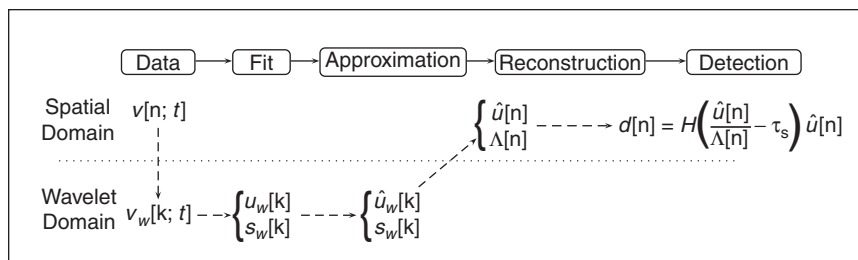 Data Fit Approximation Reconstruction Detection
Spatial Domain
v[n; t]
û[n]
Λ[n]
d[n] = H(û[n]/Λ[n] − τs) û[n]
Wavelet Domain
vw[k; t]
uw[k]
sw[k]
ûw[k]
sw[k]